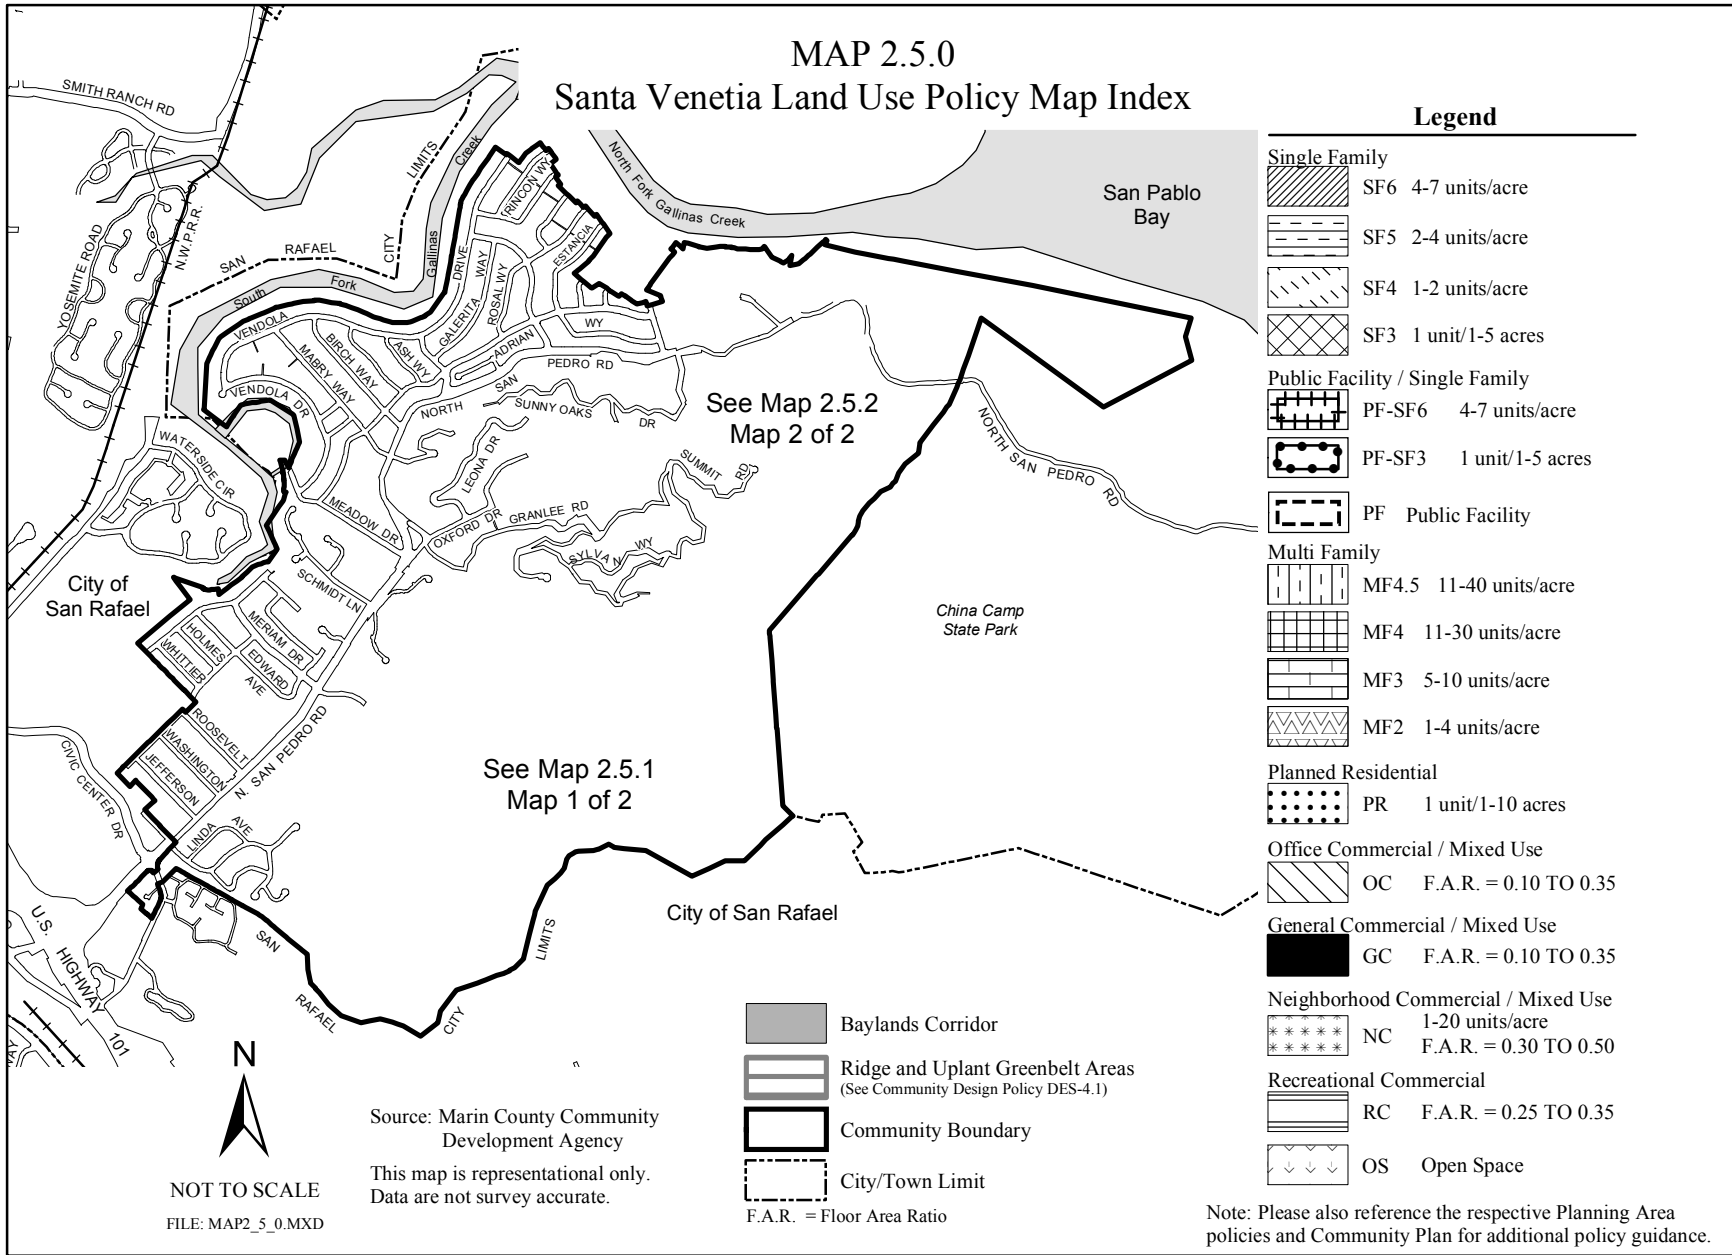 MAP 2.5.0
Santa Venetia Land Use Policy Map Index
SMITH RANCH RD
YOSEMITE ROAD
N.W.P.R.R.
SAN
RAFAEL
CITY
LIMITS
South
Fork
Gallinas
Creek
North Fork Gallinas Creek
San Pablo
Bay
RINCON WY
ESTANCIA
DRIVE
WAY
GALERITA
ROSAL WY
VENDOLA
BIRCH WAY
MABRY WAY
ASH WY
ADRIAN
WY
VENDOLA DR
NORTH
SAN
PEDRO RD
SUNNY OAKS
DR
LEONA DR
SUMMIT
RD
See Map 2.5.2
Map 2 of 2
NORTH SAN PEDRO RD
WATERSIDE CIR
MEADOW DR
OXFORD DR
GRANLEE RD
SYLVAN
WY
City of
San Rafael
SCHMIDT LN
MERIAM DR
HOLMES
EDWARD
AVE
WHITTIER
China Camp
State Park
ROOSEVELT
WASHINGTON
JEFFERSON
N. SAN PEDRO RD
CIVIC CENTER DR
LINDA
AVE
See Map 2.5.1
Map 1 of 2
City of San Rafael
SAN
RAFAEL
CITY
LIMITS
U.S.
HIGHWAY
101
WAY
N
NOT TO SCALE
FILE: MAP2_5_0.MXD
Source: Marin County Community
Development Agency
This map is representational only.
Data are not survey accurate.
Baylands Corridor
Ridge and Uplant Greenbelt Areas
(See Community Design Policy DES-4.1)
Community Boundary
City/Town Limit
F.A.R. = Floor Area Ratio
Legend
Single Family
SF6 4-7 units/acre
SF5 2-4 units/acre
SF4 1-2 units/acre
SF3 1 unit/1-5 acres
Public Facility / Single Family
PF-SF6 4-7 units/acre
PF-SF3 1 unit/1-5 acres
PF Public Facility
Multi Family
MF4.5 11-40 units/acre
MF4 11-30 units/acre
MF3 5-10 units/acre
MF2 1-4 units/acre
Planned Residential
PR 1 unit/1-10 acres
Office Commercial / Mixed Use
OC F.A.R. = 0.10 TO 0.35
General Commercial / Mixed Use
GC F.A.R. = 0.10 TO 0.35
Neighborhood Commercial / Mixed Use
1-20 units/acre
NC F.A.R. = 0.30 TO 0.50
Recreational Commercial
RC F.A.R. = 0.25 TO 0.35
OS Open Space
Note: Please also reference the respective Planning Area
policies and Community Plan for additional policy guidance.